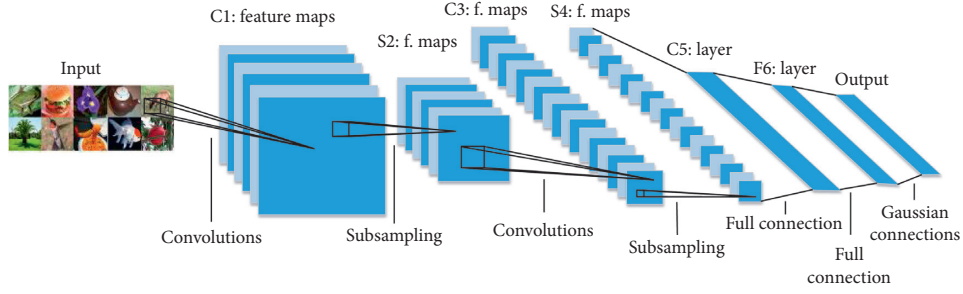 C1: feature maps
S2: f. maps
C3: f. maps
S4: f. maps
C5: layer
F6: layer
Output
Input
Convolutions
Subsampling
Convolutions
Subsampling
Full connection
Full
connection
Gaussian
connections